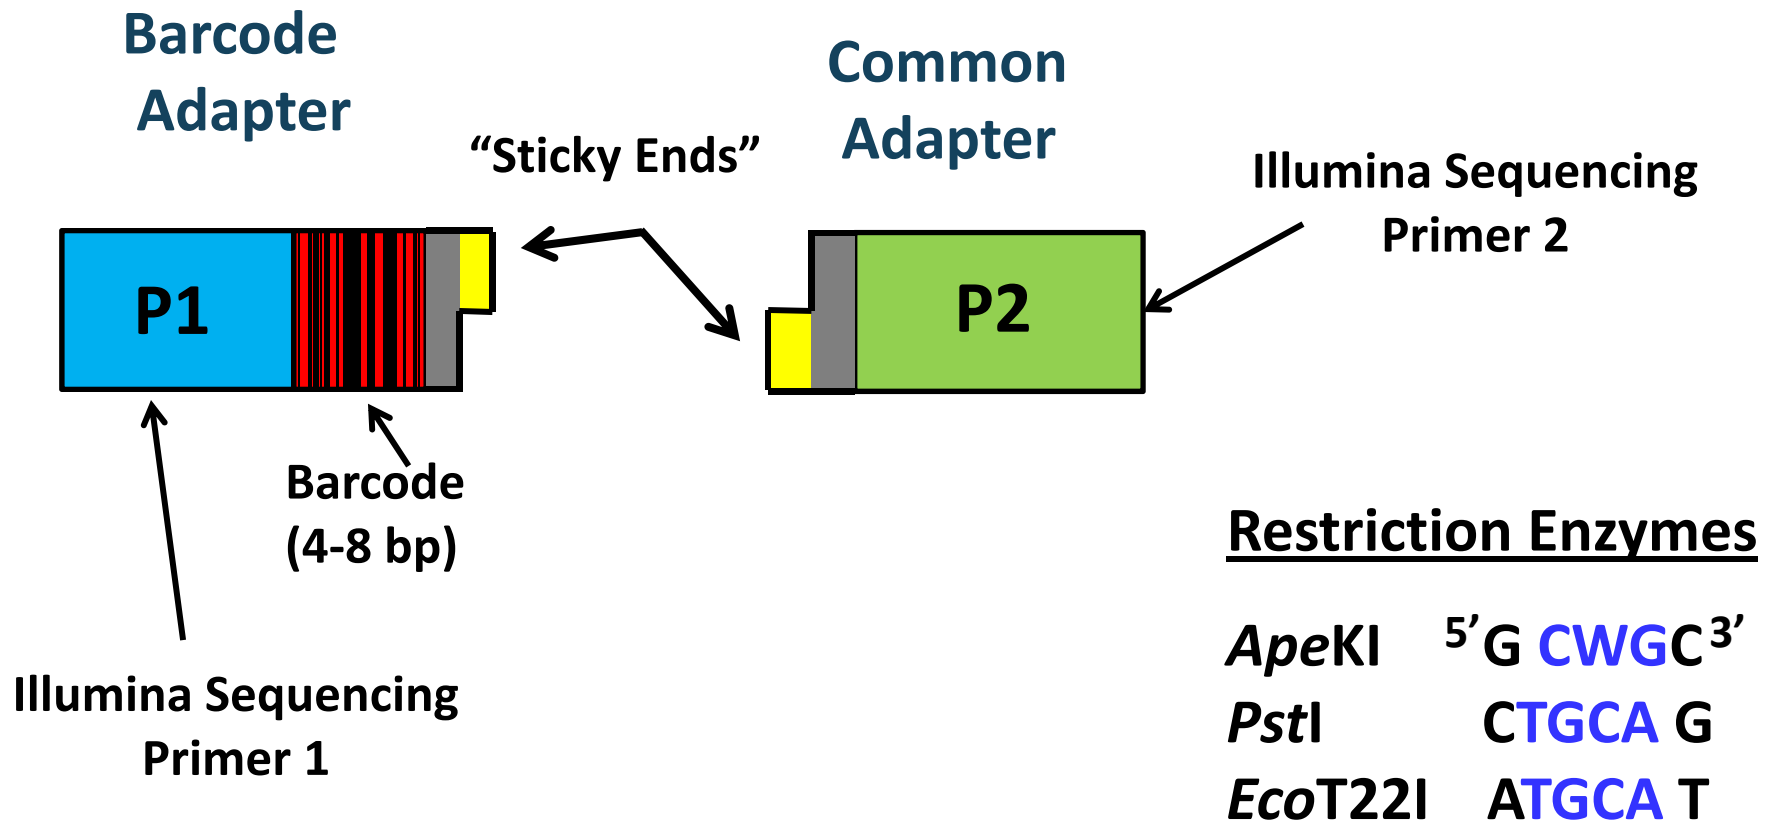 Barcode
Adapter
Common
Adapter
“Sticky Ends”
Illumina Sequencing
Primer 2
P1
P2
Barcode
(4-8 bp)
Illumina Sequencing
Primer 1
Restriction Enzymes
ApeKI 5’G CWGC3’
PstI CTGCA G
EcoT22I ATGCA T